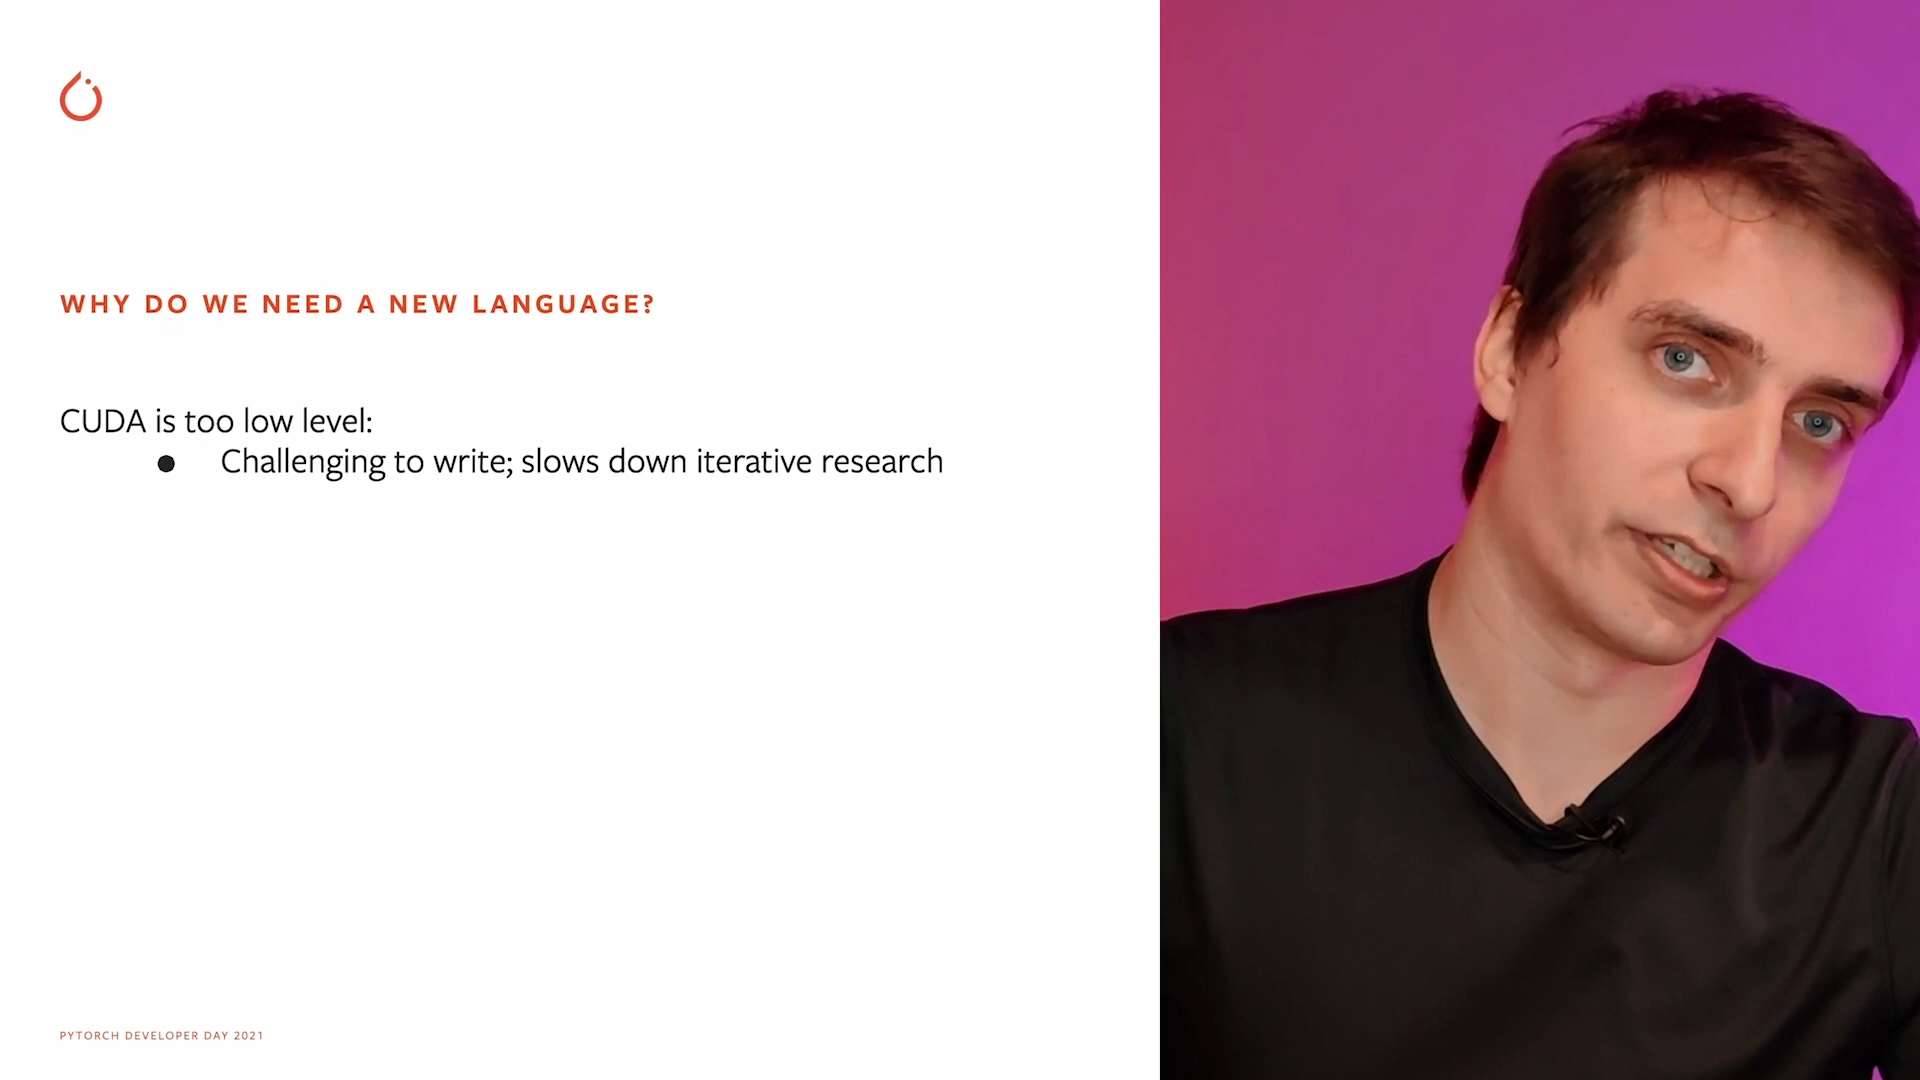 WHY DO WE NEED A NEW LANGUAGE?
CUDA is too low level:
● Challenging to write; slows down iterative research
PYTORCH DEVELOPER DAY 2021